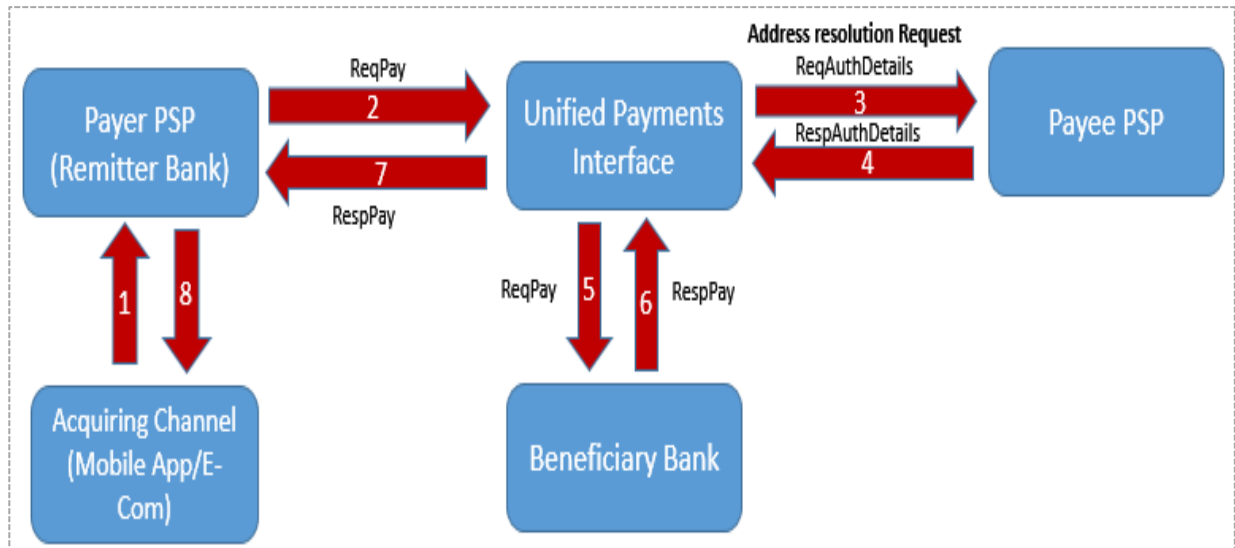 Address resolution Request
ReqAuthDetails
3
RespAuthDetails
4
Payer PSP
(Remitter Bank)
ReqPay
2
7
RespPay
Unified Payments
Interface
Payee PSP
1
8
ReqPay
5
6
RespPay
Acquiring Channel
(Mobile App/E-
Com)
Beneficiary Bank